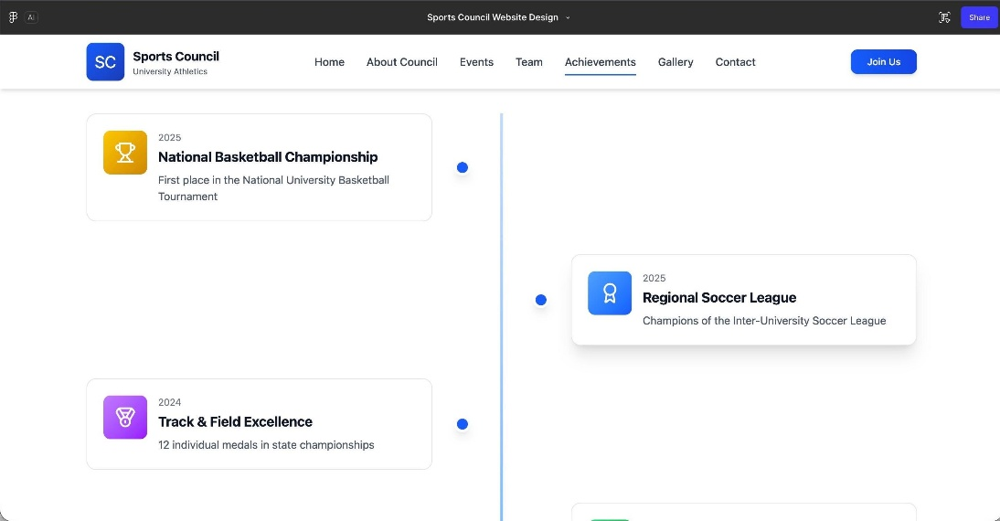 AI
Sports Council Website Design
Share
SC
Sports Council
University Athletics
Home
About Council
Events
Team
Achievements
Gallery
Contact
Join Us
2025
National Basketball Championship
First place in the National University Basketball
Tournament
2025
Regional Soccer League
Champions of the Inter-University Soccer League
2024
Track & Field Excellence
12 individual medals in state championships